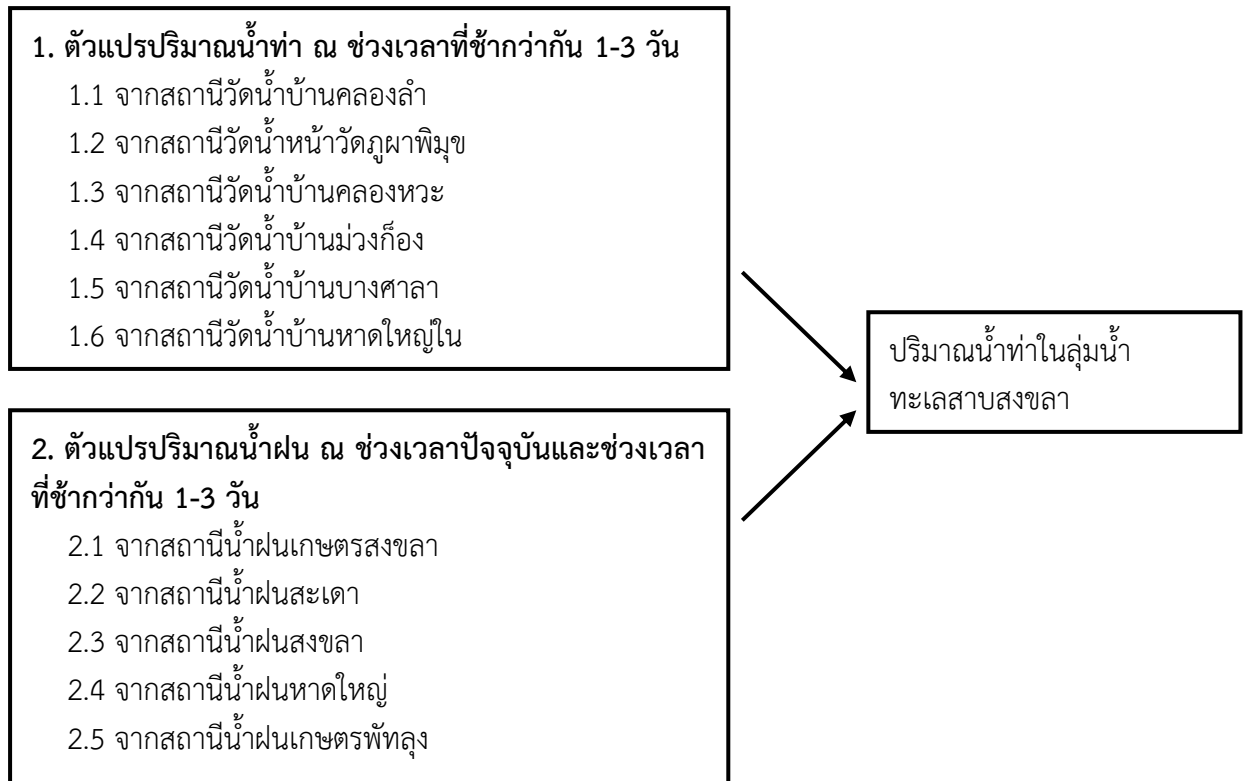 1. ตัวแปรปริมาณน้ำท่า ณ ช่วงเวลาที่ช้ากว่ากัน 1-3 วัน
1.1 จากสถานีวัดน้ำบ้านคลองลำ
1.2 จากสถานีวัดน้ำหน้าวัดภูผาพิมุข
1.3 จากสถานีวัดน้ำบ้านคลองหวะ
1.4 จากสถานีวัดน้ำบ้านม่วงก็อง
1.5 จากสถานีวัดน้ำบ้านบางศาลา
1.6 จากสถานีวัดน้ำบ้านหาดใหญ่ใน
2. ตัวแปรปริมาณน้ำฝน ณ ช่วงเวลาปัจจุบันและช่วงเวลา
ที่ช้ากว่ากัน 1-3 วัน
2.1 จากสถานีน้ำฝนเกษตรสงขลา
2.2 จากสถานีน้ำฝนสะเดา
2.3 จากสถานีน้ำฝนสงขลา
2.4 จากสถานีน้ำฝนหาดใหญ่
2.5 จากสถานีน้ำฝนเกษตรพัทลุง
ปริมาณน้ำท่าในลุ่มน้ำ
ทะเลสาบสงขลา